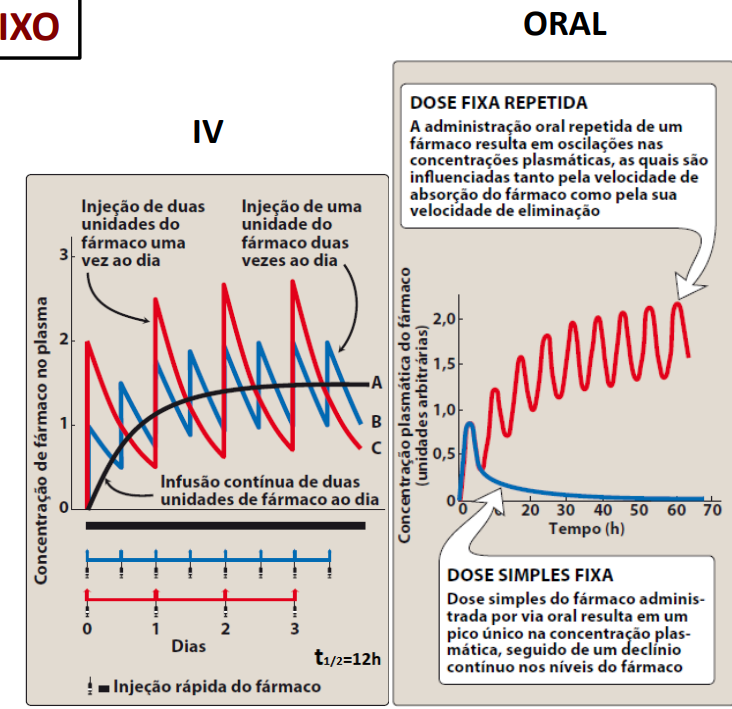 IXO
ORAL
IV
DOSE FIXA REPETIDA
A administração oral repetida de um
fármaco resulta em oscilações nas
concentrações plasmáticas, as quais são
influenciadas tanto pela velocidade de
absorção do fármaco como pela sua
velocidade de eliminação
Injeção de duas
unidades do
fármaco uma
vez ao dia
Injeção de uma
unidade do
fármaco duas
vezes ao dia
Concentração de fármaco no plasma
3
2
1
0
A
B
C
Infusão contínua de duas
unidades de fármaco ao dia
0 1 2 3
Dias
t1/2=12h
Injeção rápida do fármaco
Concentração plasmática do fármaco
(unidades arbitrárias)
2,0
1,5
1,0
0,5
0
0 20 30 40 50 60 70
Tempo (h)
DOSE SIMPLES FIXA
Dose simples do fármaco adminis-
trada por via oral resulta em um
pico único na concentração plas-
mática, seguido de um declínio
contínuo nos níveis do fármaco